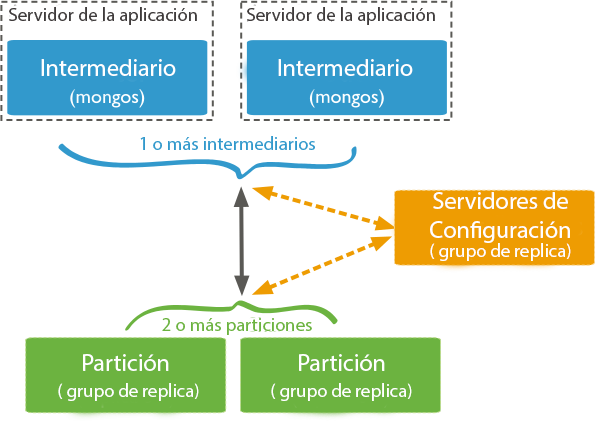 Servidor de la aplicación
Servidor de la aplicación
Intermediario
(mongos)
Intermediario
(mongos)
1 o más intermediarios
Servidores de
Configuración
( grupo de replica)
2 o más particiones
Partición
( grupo de replica)
Partición
( grupo de replica)